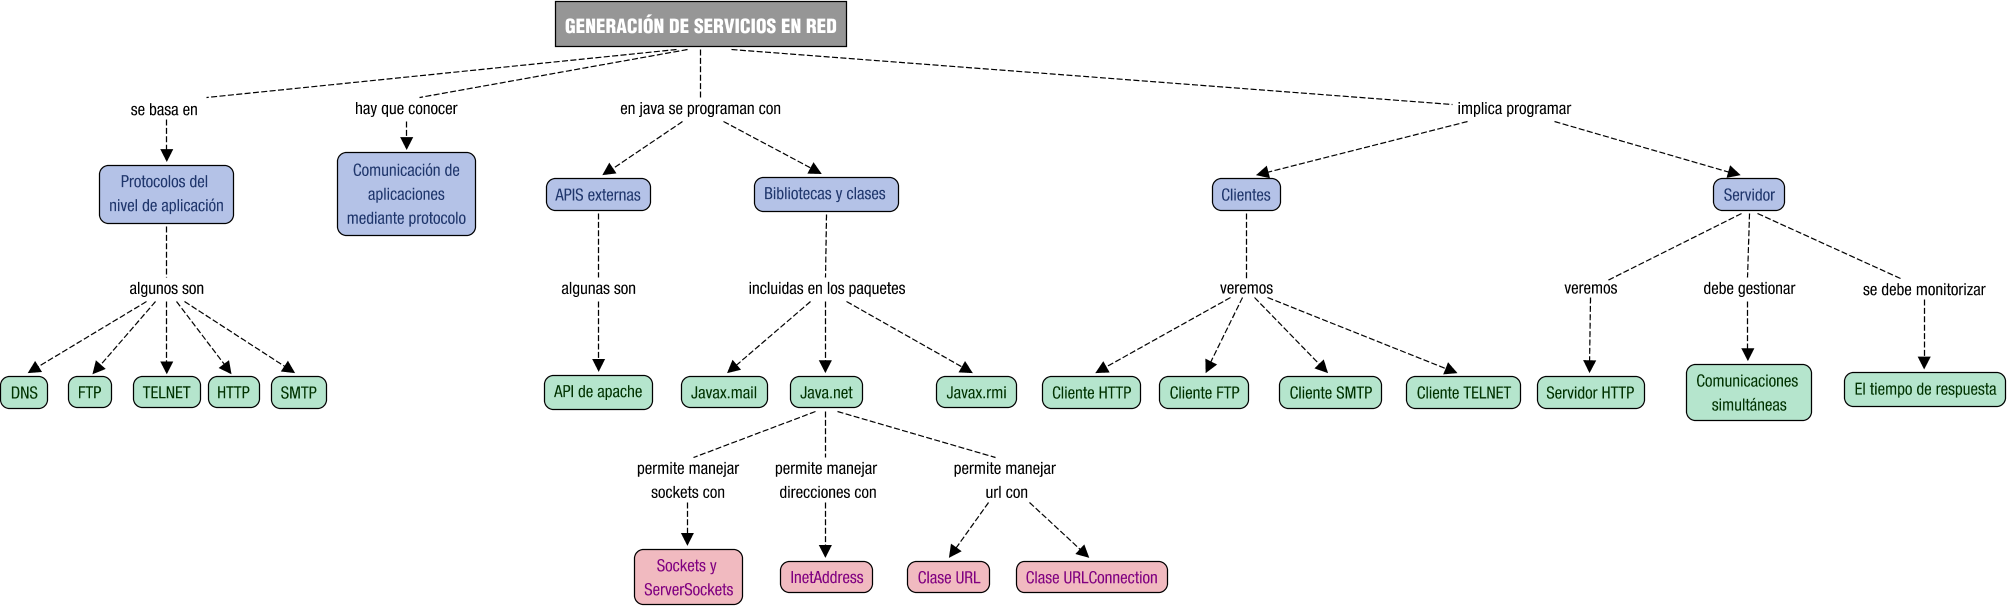 GENERACIÓN DE SERVICIOS EN RED
se basa en
hay que conocer
en java se programan con
implica programar
Protocolos del
nivel de aplicación
Comunicación de
aplicaciones
mediante protocolo
APIS externas
Bibliotecas y clases
Clientes
Servidor
algunos son
algunas son
incluidas en los paquetes
veremos
veremos
debe gestionar
se debe monitorizar
DNS
FTP
TELNET
HTTP
SMTP
API de apache
Javax.mail
Java.net
Javax.rmi
Cliente HTTP
Cliente FTP
Cliente SMTP
Cliente TELNET
Servidor HTTP
Comunicaciones
simultáneas
El tiempo de respuesta
permite manejar
sockets con
permite manejar
direcciones con
permite manejar
url con
Sockets y
ServerSockets
InetAddress
Clase URL
Clase URLConnection